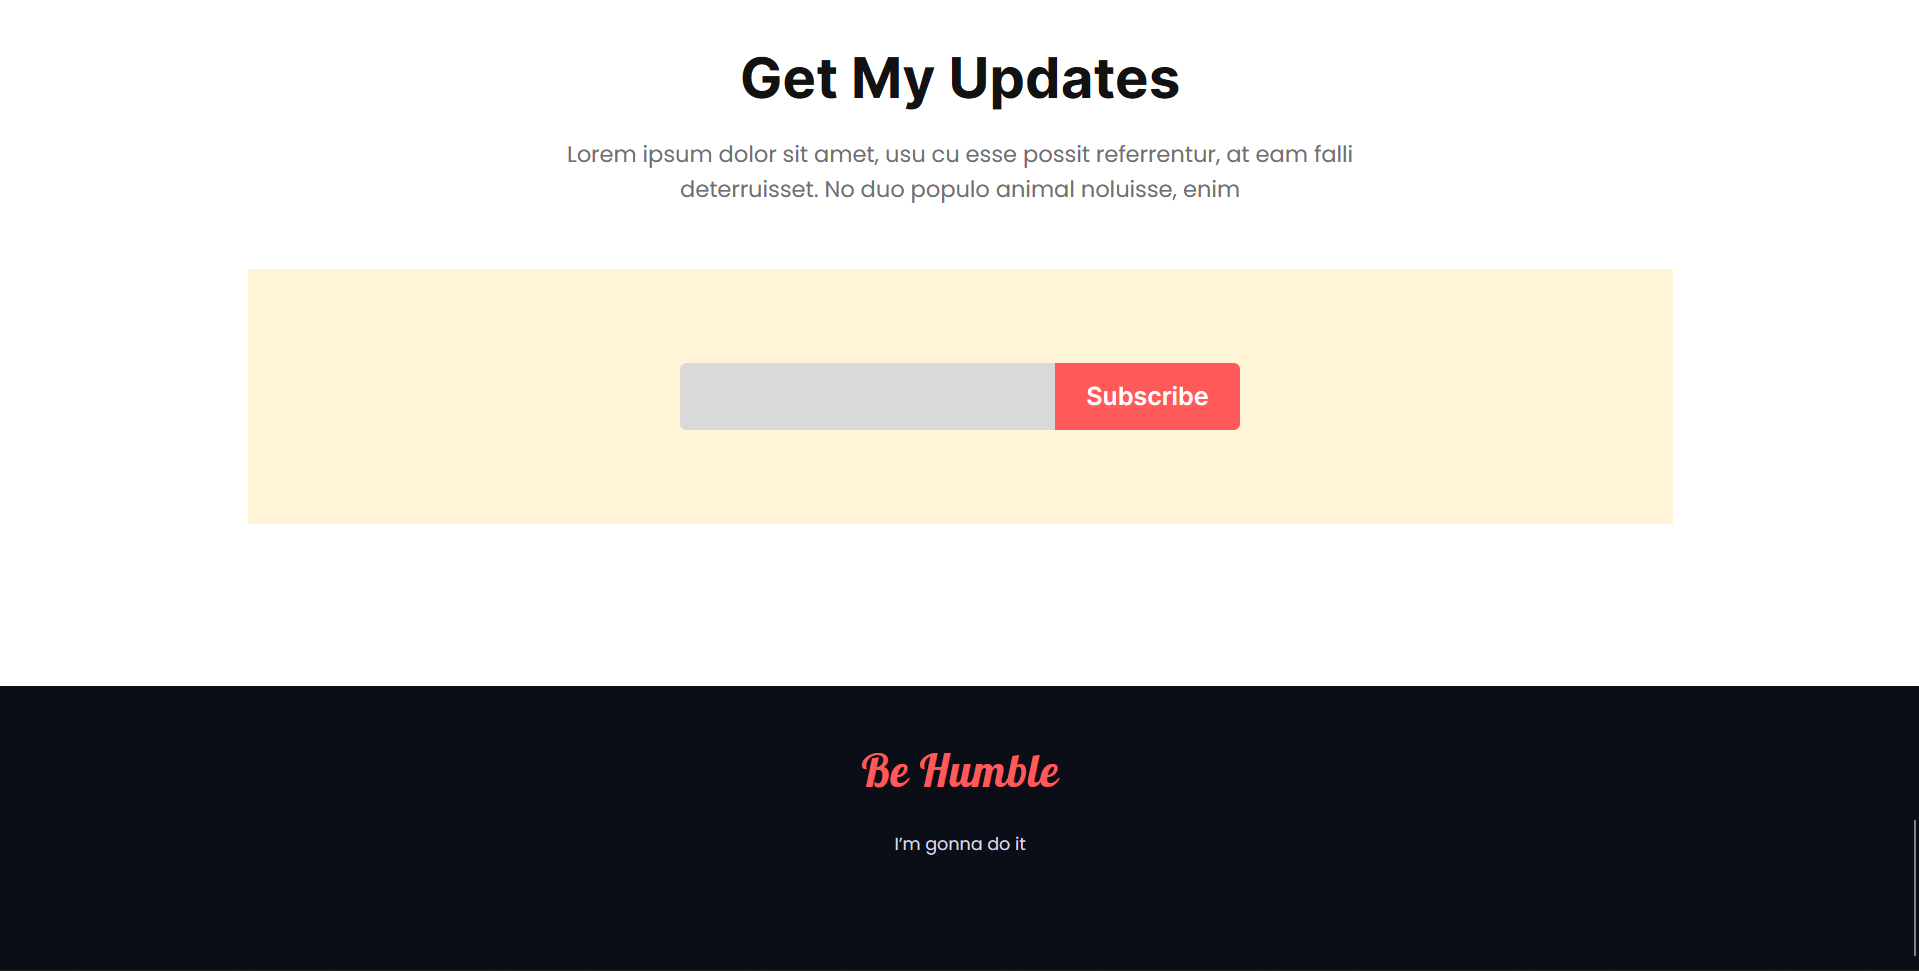 Get My Updates
Lorem ipsum dolor sit amet, usu cu esse possit referrentur, at eam falli
deterruisset. No duo populo animal noluisse, enim
Subscribe
Be Humble
I’m gonna do it